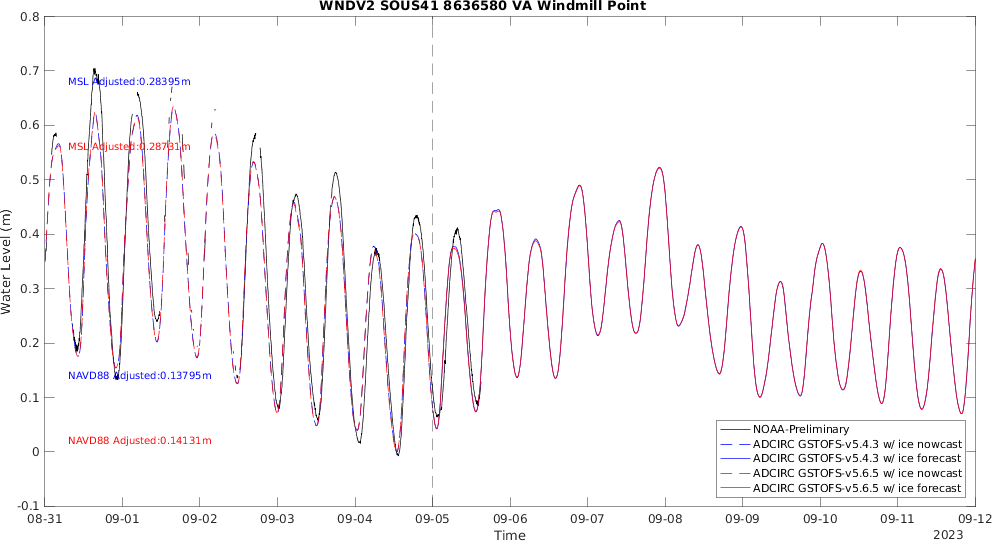 WNDV2 SOUS41 8636580 VA Windmill Point
0.8
0.7
0.6
0.5
0.4
0.3
0.2
0.1
0
-0.1
Water Level (m)
MSL Adjusted:0.28395m
MSL Adjusted:0.28731m
NAVD88 Adjusted:0.13795m
NAVD88 Adjusted:0.14131m
NOAA-Preliminary
ADCIRC GSTOFS-v5.4.3 w/ ice nowcast
ADCIRC GSTOFS-v5.4.3 w/ ice forecast
ADCIRC GSTOFS-v5.6.5 w/ ice nowcast
ADCIRC GSTOFS-v5.6.5 w/ ice forecast
08-31 09-01 09-02 09-03 09-04 09-05 09-06 09-07 09-08 09-09 09-10 09-11 09-12
Time
2023